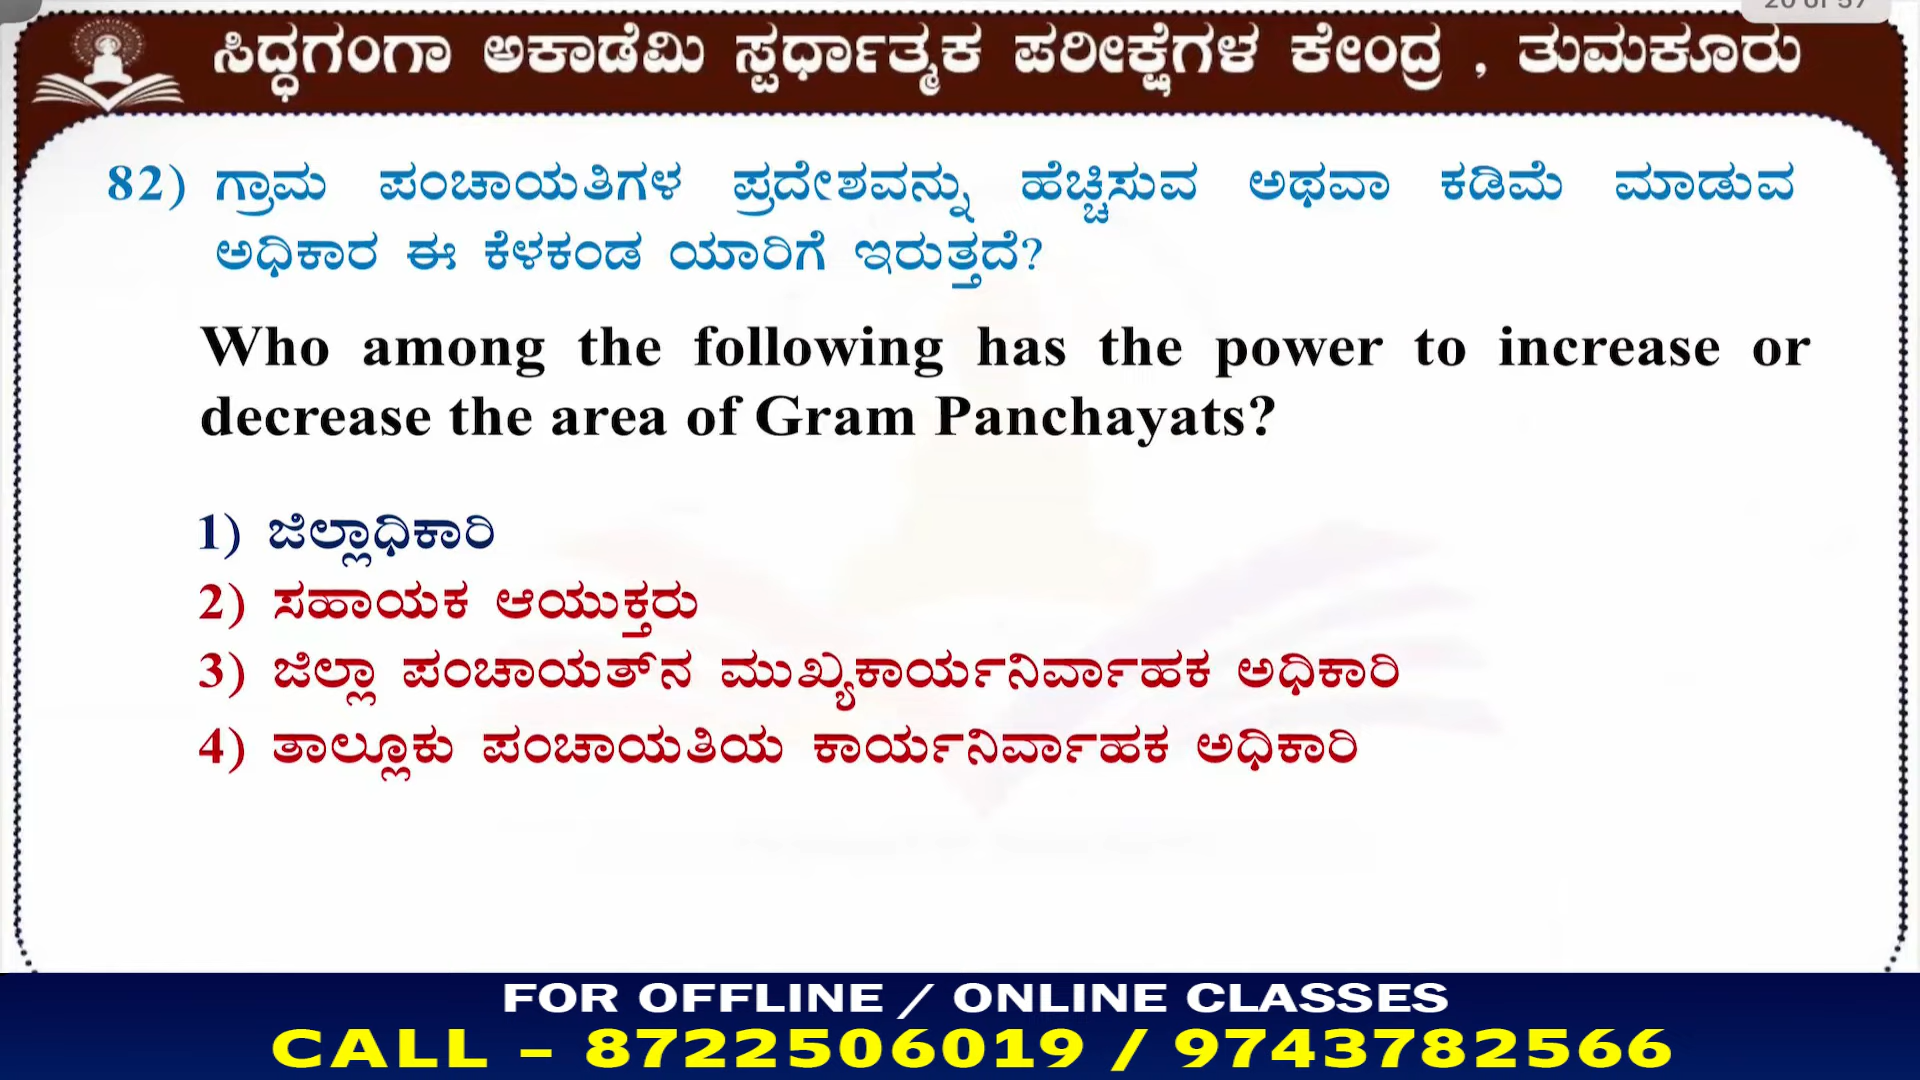 20 of 57
ಸಿದ್ಧಗಂಗಾ ಅಕಾಡೆಮಿ ಸ್ಪರ್ಧಾತ್ಮಕ ಪರೀಕ್ಷೆಗಳ ಕೇಂದ್ರ , ತುಮಕೂರು
82) ಗ್ರಾಮ ಪಂಚಾಯತಿಗಳ ಪ್ರದೇಶವನ್ನು ಹೆಚ್ಚಿಸುವ ಅಥವಾ ಕಡಿಮೆ ಮಾಡುವ
ಅಧಿಕಾರ ಈ ಕೆಳಕಂಡ ಯಾರಿಗೆ ಇರುತ್ತದೆ?
Who among the following has the power to increase or
decrease the area of Gram Panchayats?
1) ಜಿಲ್ಲಾಧಿಕಾರಿ
2) ಸಹಾಯಕ ಆಯುಕ್ತರು
3) ಜಿಲ್ಲಾ ಪಂಚಾಯತ್‌ನ ಮುಖ್ಯಕಾರ್ಯನಿರ್ವಾಹಕ ಅಧಿಕಾರಿ
4) ತಾಲ್ಲೂಕು ಪಂಚಾಯತಿಯ ಕಾರ್ಯನಿರ್ವಾಹಕ ಅಧಿಕಾರಿ
FOR OFFLINE / ONLINE CLASSES
CALL – 8722506019 / 9743782566